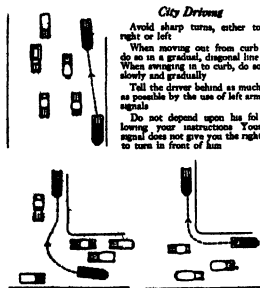 City Driving
Avoid sharp turns, either to
right or left
When moving out from curb
do so in a gradual, diagonal line
When swinging in to curb, do so
slowly and gradually
Tell the driver behind as much
as possible by the use of left arm
signals
Do not depend upon his fol
lowing your instructions Your
signal does not give you the right
to turn in front of him